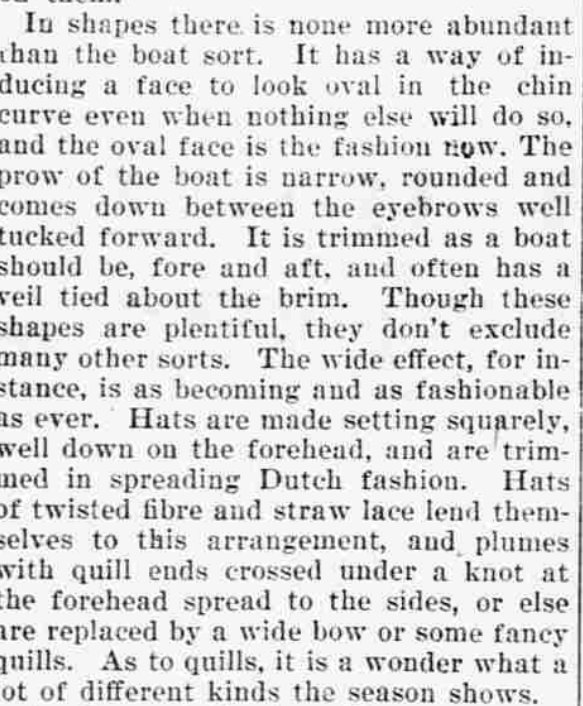 In shapes there is none more abundant
than the boat sort. It has a way of in-
ducing a face to look oval in the chin
curve even when nothing else will do so,
and the oval face is the fashion now. The
prow of the boat is narrow, rounded and
comes down between the eyebrows well
tucked forward. It is trimmed as a boat
should be, fore and aft, and often has a
veil tied about the brim. Though these
shapes are plentiful, they don't exclude
many other sorts. The wide effect, for in-
stance, is as becoming and as fashionable
as ever. Hats are made setting squarely,
well down on the forehead, and are trim-
med in spreading Dutch fashion. Hats
of twisted fibre and straw lace lend them-
selves to this arrangement, and plumes
with quill ends crossed under a knot at
the forehead spread to the sides, or else
are replaced by a wide bow or some fancy
quills. As to quills, it is a wonder what a
lot of different kinds the season shows.